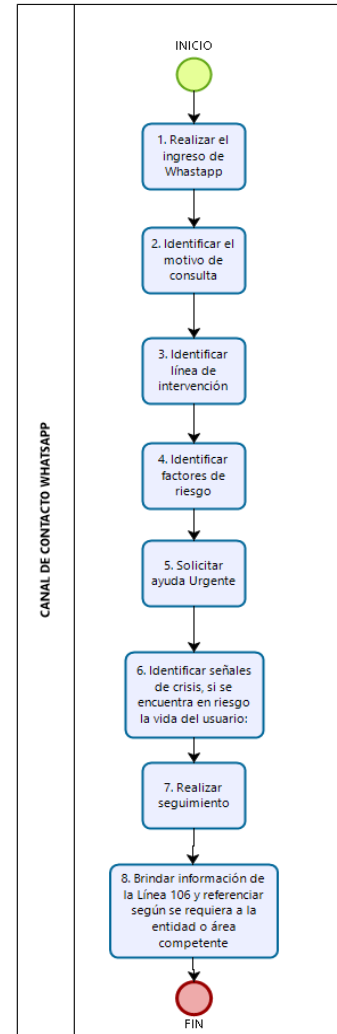 INICIO
1. Realizar el
ingreso de
Whastapp
2. Identificar el
motivo de
consulta
3. Identificar
línea de
intervención
4. Identificar
factores de
riesgo
5. Solicitar
ayuda Urgente
6. Identificar señales
de crisis, si se
encuentra en riesgo
la vida del usuario:
7. Realizar
seguimiento
8. Brindar información de
la Línea 106 y referenciar
según se requiera a la
entidad o área
competente
FIN
CANAL DE CONTACTO WHATSAPP